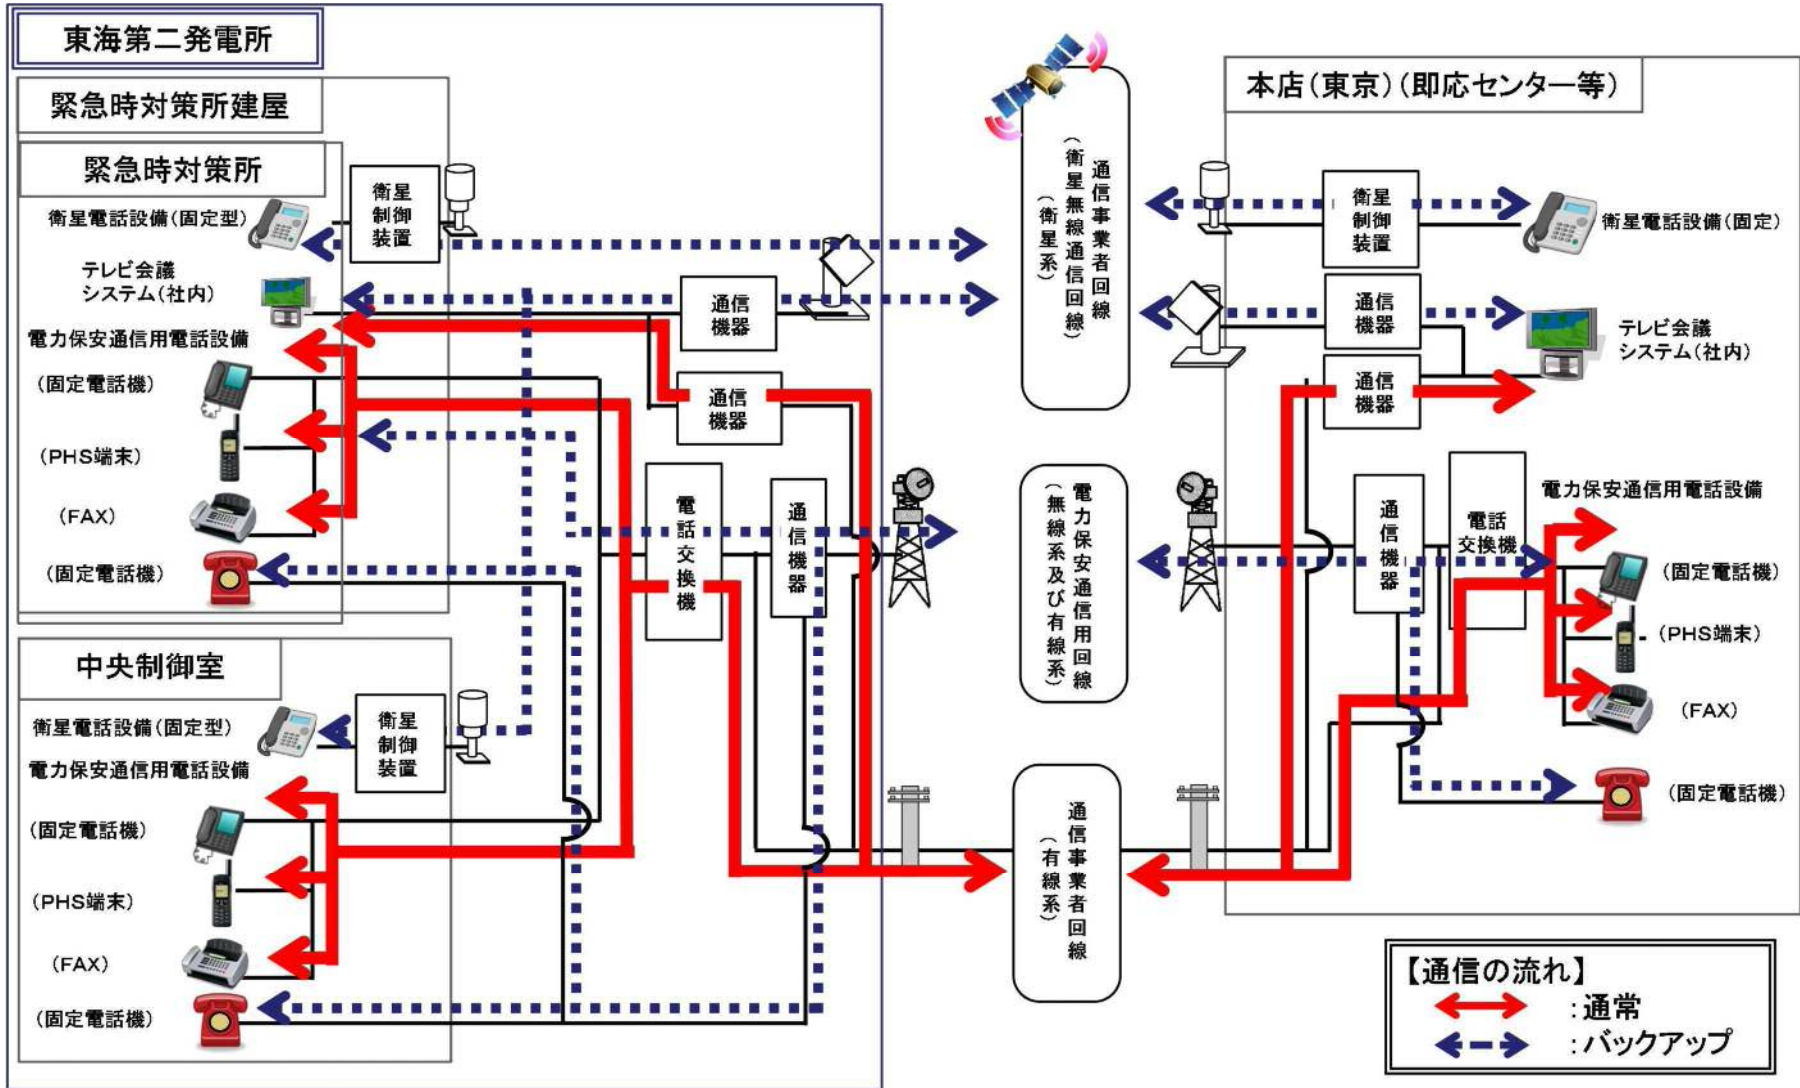 東海第二発電所
緊急時対策所建屋
緊急時対策所
衛星電話設備(固定型)
衛星
制御
装置
テレビ会議
システム(社内)
通信
機器
電力保安通信用電話設備
(固定電話機)
通信
機器
(PHS端末)
(FAX)
(固定電話機)
電話交換機
通信機器
中央制御室
衛星電話設備(固定型)
衛星
制御
装置
電力保安通信用電話設備
(固定電話機)
(PHS端末)
(FAX)
(固定電話機)
通信事業者回線
(衛星無線通信回線)
(衛星系)
電力保安通信用回線
(無線系及び有線系)
通信事業者回線
(有線系)
本店(東京)(即応センター等)
衛星
制御
装置
衛星電話設備(固定)
通信
機器
テレビ会議
システム(社内)
通信
機器
通信機器
電話
交換機
電力保安通信用電話設備
(固定電話機)
(PHS端末)
(FAX)
(固定電話機)
【通信の流れ】
:通常
:バックアップ